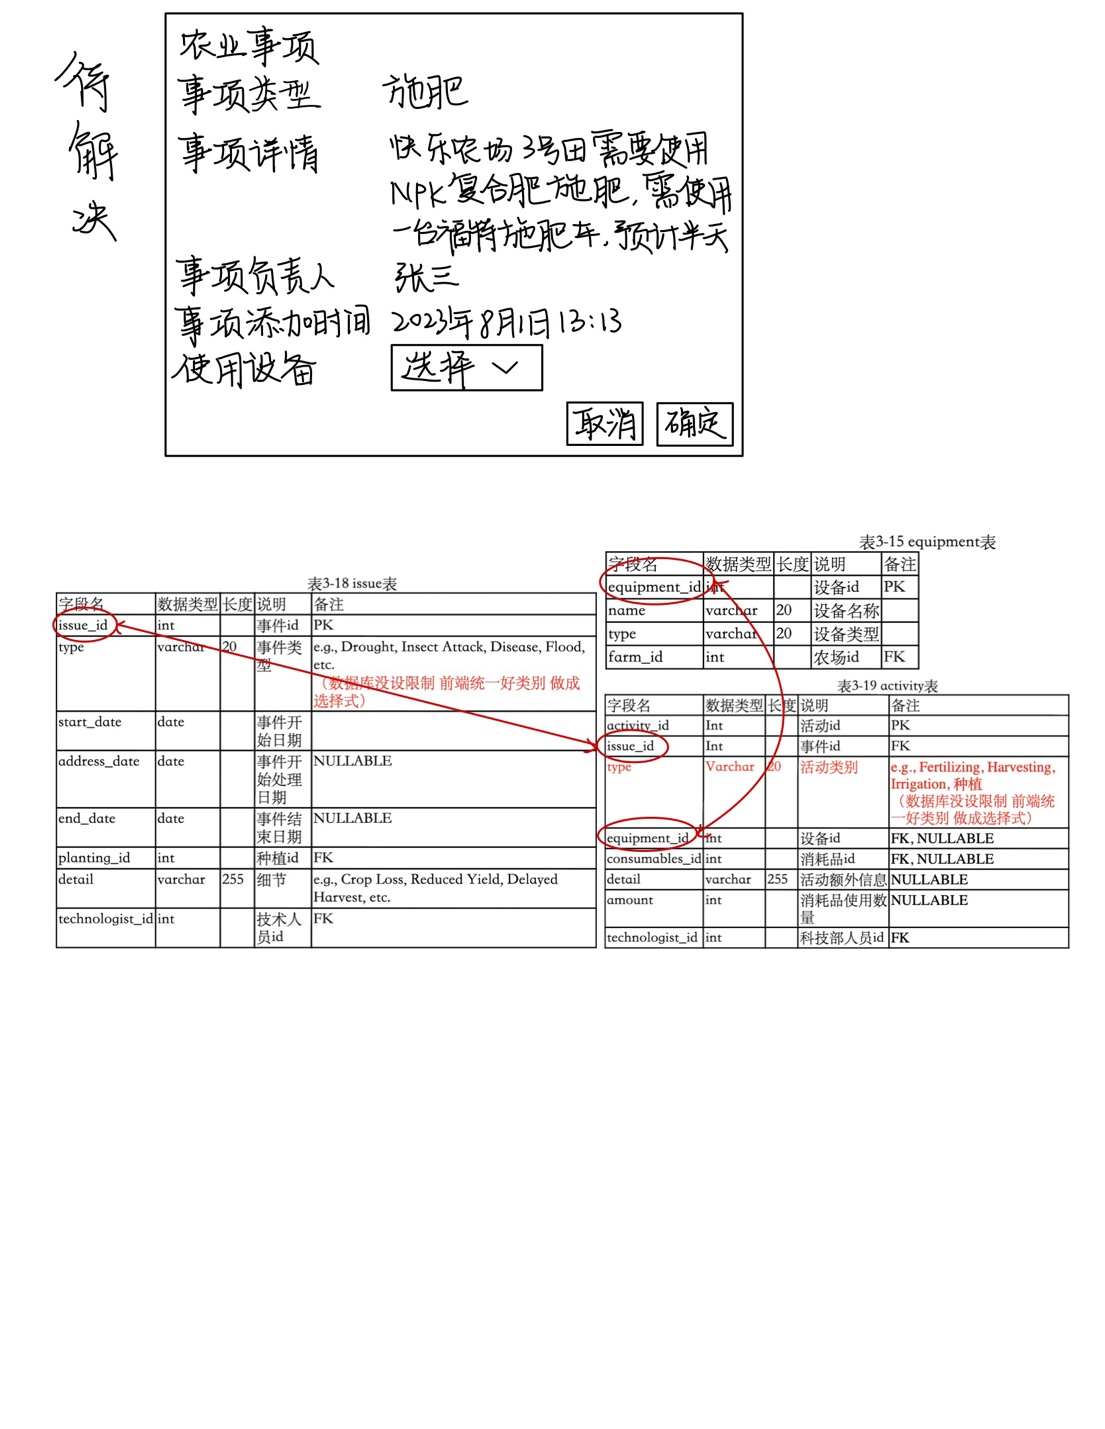 待解决
农业事项
事项类型 施肥
事项详情 快乐农场3号田需要使用
NPK复合肥施肥,需使用
一台福特施肥车,预计半天
事项负责人 张三
事项添加时间 2023年8月1日13:13
使用设备 选择
取消 确定
表3-18 issue表
字段名 数据类型 长度 说明 备注
issue_id int 事件id PK
type varchar 20 事件类 e.g., Drought, Insect Attack, Disease, Flood,
型 etc.
(数据库没设限制 前端统一好类别 做成
选择式)
start_date date 事件开
始日期
address_date date 事件开 NULLABLE
始处理
日期
end_date date 事件结 NULLABLE
束日期
planting_id int 种植id FK
detail varchar 255 细节 e.g., Crop Loss, Reduced Yield, Delayed
Harvest, etc.
technologist_id int 技术人 FK
员id
表3-15 equipment表
字段名 数据类型 长度 说明 备注
equipment_id int 设备id PK
name varchar 20 设备名称
type varchar 20 设备类型
farm_id int 农场id FK
表3-19 activity表
字段名 数据类型 长度 说明 备注
activity_id Int 活动id PK
issue_id Int 事件id FK
type Varchar 20 活动类别 e.g., Fertilizing, Harvesting,
Irrigation, 种植
(数据库没设限制 前端统
一好类别 做成选择式)
equipment_id int 设备id FK, NULLABLE
consumables_id int 消耗品id FK, NULLABLE
detail varchar 255 活动额外信息 NULLABLE
amount int 消耗品使用数 NULLABLE
量
technologist_id int 科技部人员id FK